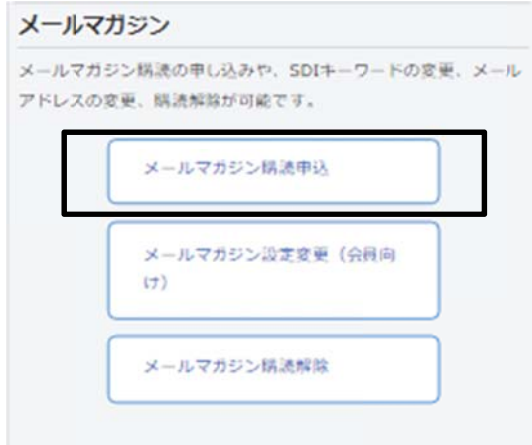 メールマガジン
メールマガジン購読の申し込みや、SDIキーワードの変更、メール
アドレスの変更、購読解除が可能です。
メールマガジン購読申込
メールマガジン設定変更（会員向
け）
メールマガジン購読解除